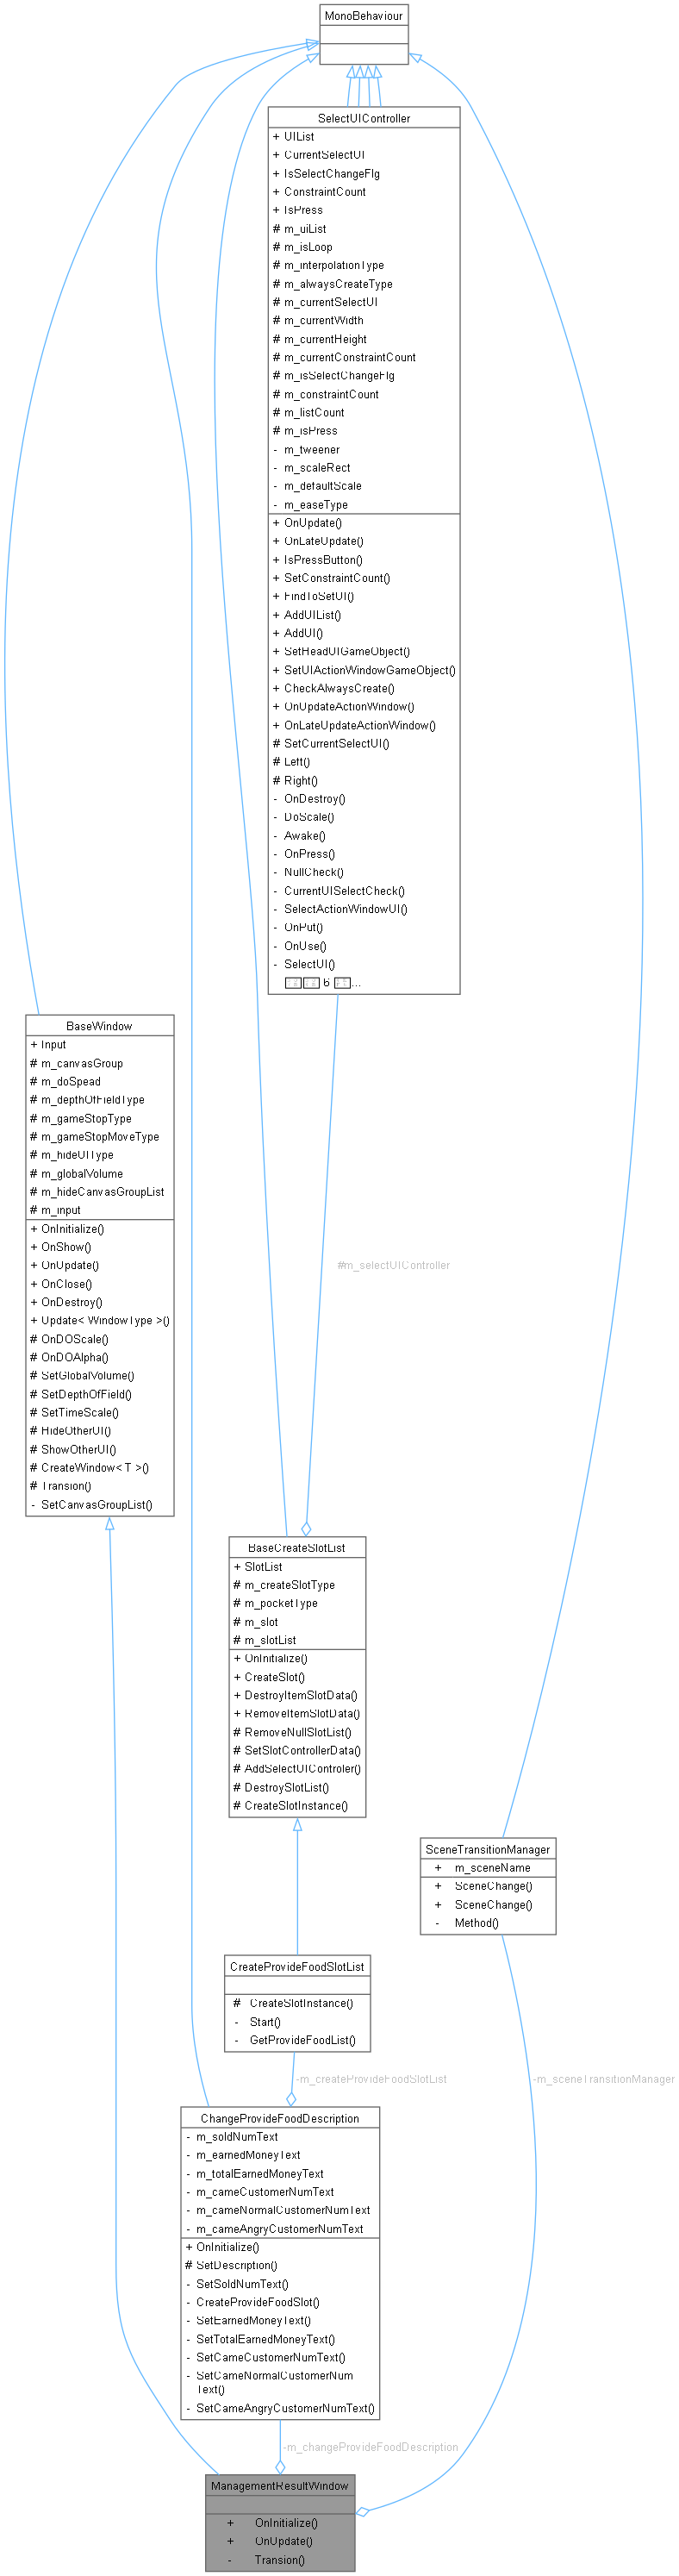 MonoBehaviour
SelectUIController
+ UIList
+ CurrentSelectUI
+ IsSelectChangeFlg
+ ConstraintCount
+ IsPress
# m_uiList
# m_isLoop
# m_interpolationType
# m_alwaysCreateType
# m_currentSelectUI
# m_currentWidth
# m_currentHeight
# m_currentConstraintCount
# m_isSelectChangeFlg
# m_constraintCount
# m_listCount
# m_isPress
- m_tweener
- m_scaleRect
- m_defaultScale
- m_easeType
+ OnUpdate()
+ OnLateUpdate()
+ IsPressButton()
+ SetConstraintCount()
+ FindToSetUI()
+ AddUIList()
+ AddUI()
+ SetHeadUIGameObject()
+ SetUIActionWindowGameObject()
+ CheckAlwaysCreate()
+ OnUpdateActionWindow()
+ OnLateUpdateActionWindow()
# SetCurrentSelectUI()
# Left()
# Right()
- OnDestroy()
- DoScale()
- Awake()
- OnPress()
- NullCheck()
- CurrentUISelectCheck()
- SelectActionWindowUI()
- OnPut()
- OnUse()
- SelectUI()
6 ...
BaseWindow
+ Input
# m_canvasGroup
# m_doSpead
# m_depthOfFieldType
# m_gameStopType
# m_gameStopMoveType
# m_hideUIType
# m_globalVolume
# m_hideCanvasGroupList
# m_input
+ OnInitialize()
+ OnShow()
+ OnUpdate()
+ OnClose()
+ OnDestroy()
+ Update< WindowType >()
# OnDOScale()
# OnDOAlpha()
# SetGlobalVolume()
# SetDepthOfField()
# SetTimeScale()
# HideOtherUI()
# ShowOtherUI()
# CreateWindow< T >()
# Transion()
- SetCanvasGroupList()
#m_selectUIController
BaseCreateSlotList
+ SlotList
# m_createSlotType
# m_pocketType
# m_slot
# m_slotList
+ OnInitialize()
+ CreateSlot()
+ DestroyItemSlotData()
+ RemoveItemSlotData()
# RemoveNullSlotList()
# SetSlotControllerData()
# AddSelectUIControler()
# DestroySlotList()
# CreateSlotInstance()
SceneTransitionManager
+ m_sceneName
+ SceneChange()
+ SceneChange()
- Method()
CreateProvideFoodSlotList
# CreateSlotInstance()
- Start()
- GetProvideFoodList()
-m_createProvideFoodSlotList
-m_sceneTransitionManager
ChangeProvideFoodDescription
- m_soldNumText
- m_earnedMoneyText
- m_totalEarnedMoneyText
- m_cameCustomerNumText
- m_cameNormalCustomerNumText
- m_cameAngryCustomerNumText
+ OnInitialize()
# SetDescription()
- SetSoldNumText()
- CreateProvideFoodSlot()
- SetEarnedMoneyText()
- SetTotalEarnedMoneyText()
- SetCameCustomerNumText()
- SetCameNormalCustomerNum
Text()
- SetCameAngryCustomerNumText()
-m_changeProvideFoodDescription
ManagementResultWindow
+ OnInitialize()
+ OnUpdate()
- Transion()